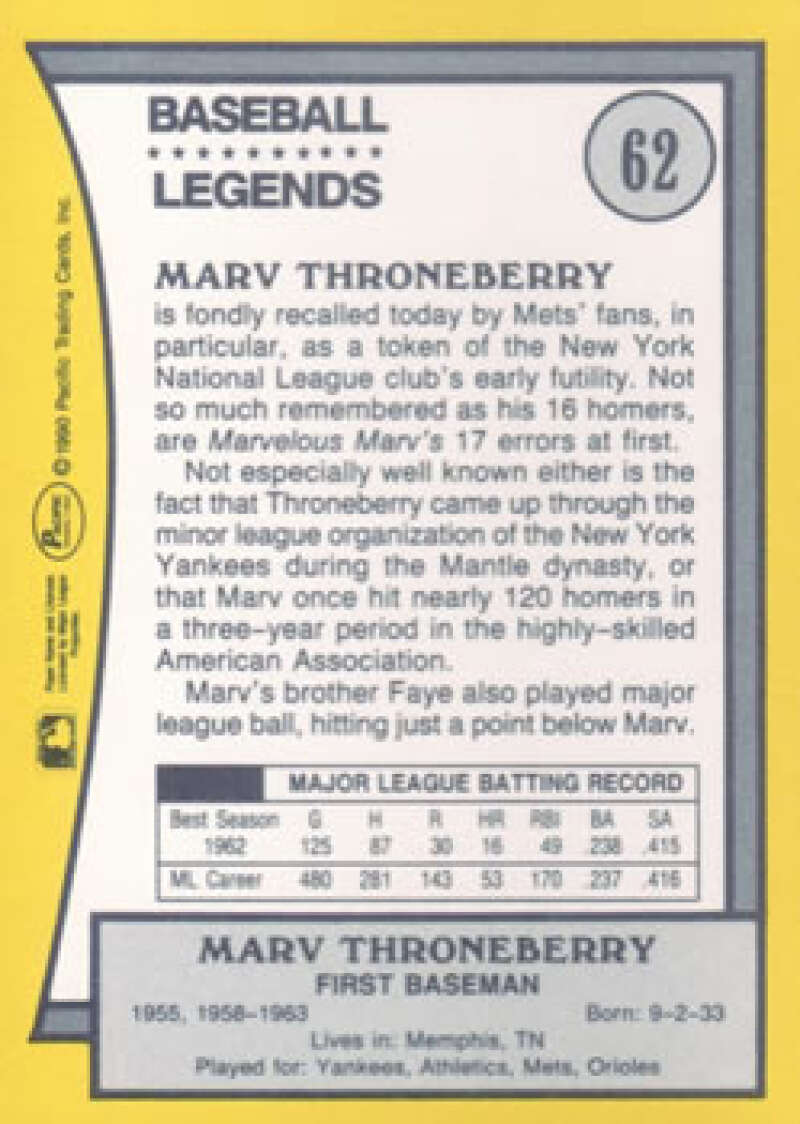 BASEBALL
LEGENDS
62
MARV THRONEBERRY
is fondly recalled today by Mets' fans, in
particular, as a token of the New York
National League club's early futility. Not
so much remembered as his 16 homers,
are Marvelous Marv's 17 errors at first.
Not especially well known either is the
fact that Throneberry came up through the
minor league organization of the New York
Yankees during the Mantle dynasty, or
that Marv once hit nearly 120 homers in
a three-year period in the highly-skilled
American Association.
Marv's brother Faye also played major
league ball, hitting just a point below Marv.
MAJOR LEAGUE BATTING RECORD
Best Season G H R HR RBI BA SA
1962 125 87 30 16 49 .238 .415
ML Career 480 281 143 53 170 .237 .416
MARV THRONEBERRY
FIRST BASEMAN
1955, 1958-1963 Born: 9-2-33
Lives in: Memphis, TN
Played for: Yankees, Athletics, Mets, Orioles
© 1990 Pacific Trading Cards, Inc.
Pacific